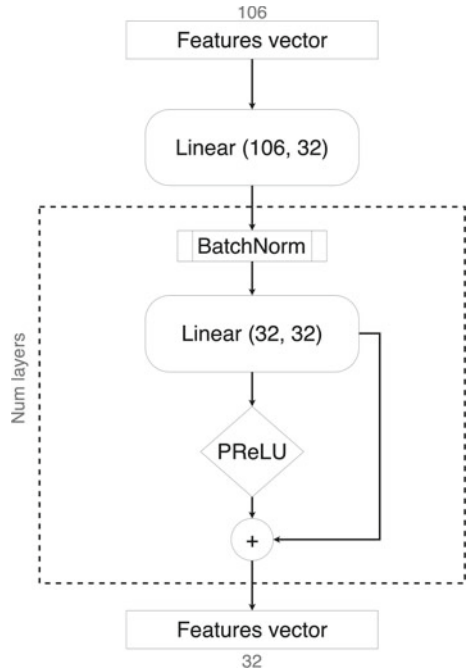 106
Features vector
Linear (106, 32)
BatchNorm
Linear (32, 32)
Num layers
PReLU
+
Features vector
32